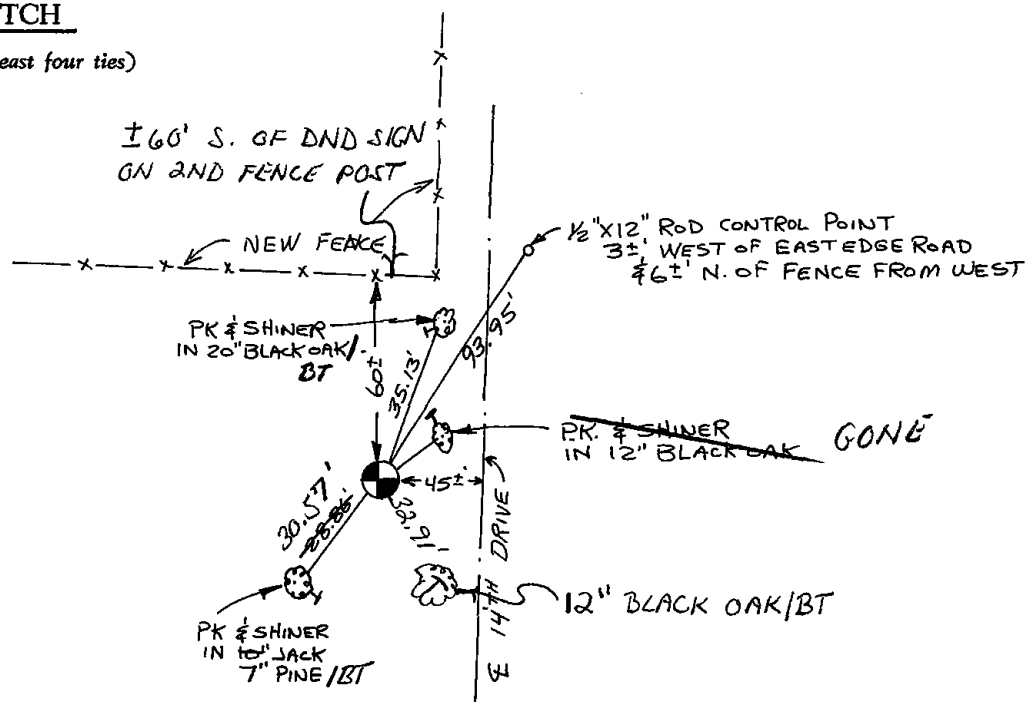 TCH
east four ties)
±60' S. OF DND SIGN
ON 2ND FENCE POST
NEW FENCE
1/2"X12" ROD CONTROL POINT
3±' WEST OF EAST EDGE ROAD
& 6±' N. OF FENCE FROM WEST
PK & SHINER
IN 20" BLACK OAK/
BT
60±'
35.13'
93.95'
P.K. & SHINER
IN 12" BLACK OAK
GONE
45±'
30.57'
28.86'
32.91'
℄ 14TH DRIVE
12" BLACK OAK/BT
PK & SHINER
IN 10" JACK
7" PINE/BT